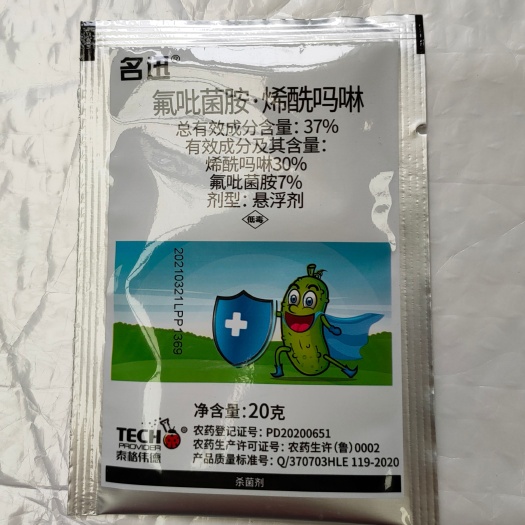 名迅®
氟吡菌胺·烯酰吗啉
总有效成分含量：37%
有效成分及其含量：
烯酰吗啉30%
氟吡菌胺7%
剂型：悬浮剂
低毒
20210321LPP1369
净含量：20克
TECH
PROVIDER
泰格伟德
®
农药登记证号：PD20200651
农药生产许可证号：农药生许（鲁）0002
产品质量标准号：Q/370703HLE 119-2020
杀菌剂